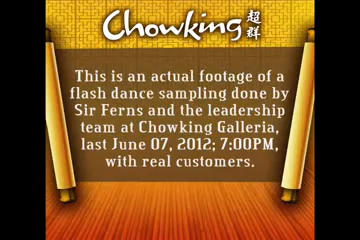 Chowking 超群
This is an actual footage of a
flash dance sampling done by
Sir Ferns and the leadership
team at Chowking Galleria,
last June 07, 2012; 7:00PM,
with real customers.